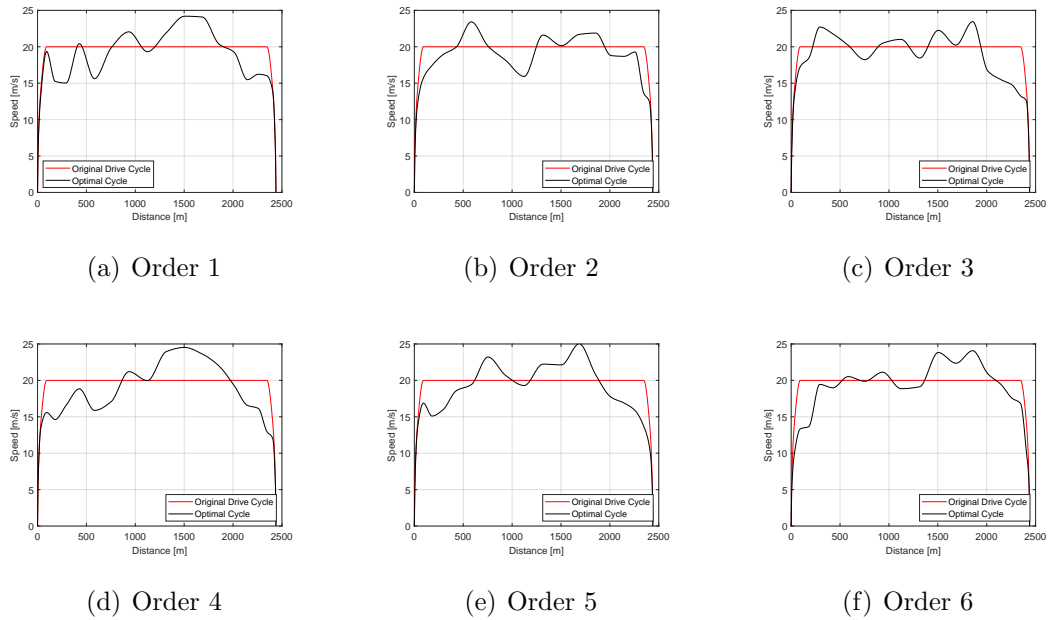 25
20
15
10
5
0
Speed [m/s]
Original Drive Cycle
Optimal Cycle
0 500 1000 1500 2000 2500
Distance [m]
(a) Order 1
25
20
15
10
5
0
Speed [m/s]
Original Drive Cycle
Optimal Cycle
0 500 1000 1500 2000 2500
Distance [m]
(b) Order 2
25
20
15
10
5
0
Speed [m/s]
Original Drive Cycle
Optimal Cycle
0 500 1000 1500 2000 2500
Distance [m]
(c) Order 3
25
20
15
10
5
0
Speed [m/s]
Original Drive Cycle
Optimal Cycle
0 500 1000 1500 2000 2500
Distance [m]
(d) Order 4
25
20
15
10
5
0
Speed [m/s]
Original Drive Cycle
Optimal Cycle
0 500 1000 1500 2000 2500
Distance [m]
(e) Order 5
25
20
15
10
5
0
Speed [m/s]
Original Drive Cycle
Optimal Cycle
0 500 1000 1500 2000 2500
Distance [m]
(f) Order 6